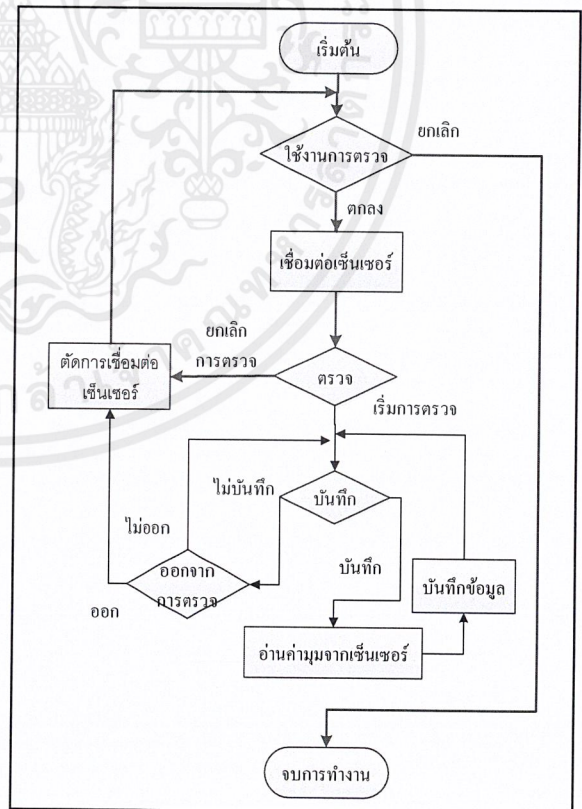 เริ่มต้น
ยกเลิก
ใช้งานการตรวจ
ตกลง
เชื่อมต่อเซ็นเซอร์
ยกเลิก
การตรวจ
ตัดการเชื่อมต่อ
เซ็นเซอร์
ตรวจ
เริ่มการตรวจ
ไม่บันทึก
บันทึก
ไม่ออก
ออกจาก
การตรวจ
บันทึก
บันทึกข้อมูล
ออก
อ่านค่ามุมจากเซ็นเซอร์
จบการทำงาน